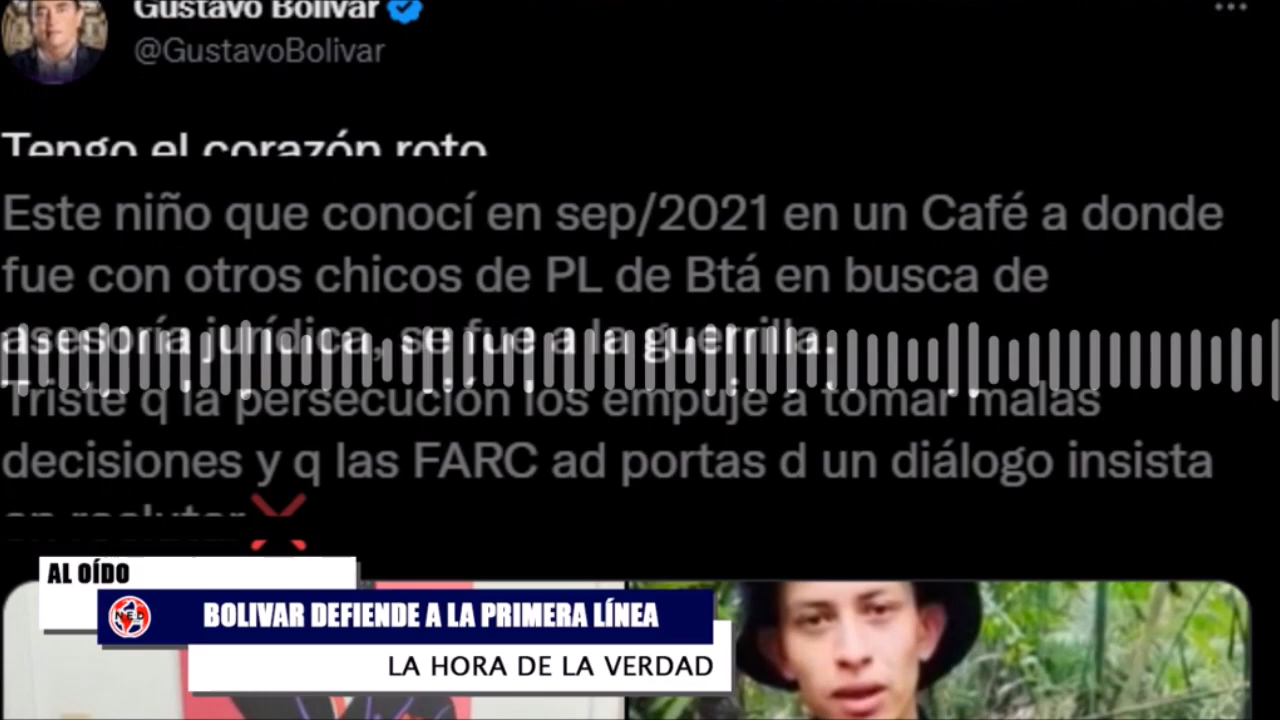 Gustavo Bolívar
@GustavoBolivar
Tengo el corazón roto
Este niño que conocí en sep/2021 en un Café a donde
fue con otros chicos de PL de Btá en busca de
asesoría jurídica, se fue a la guerrilla.
Triste q la persecución los empuje a tomar malas
decisiones y q las FARC ad portas d un diálogo insista
en reclutar
AL OÍDO
BOLIVAR DEFIENDE A LA PRIMERA LÍNEA
LA HORA DE LA VERDAD